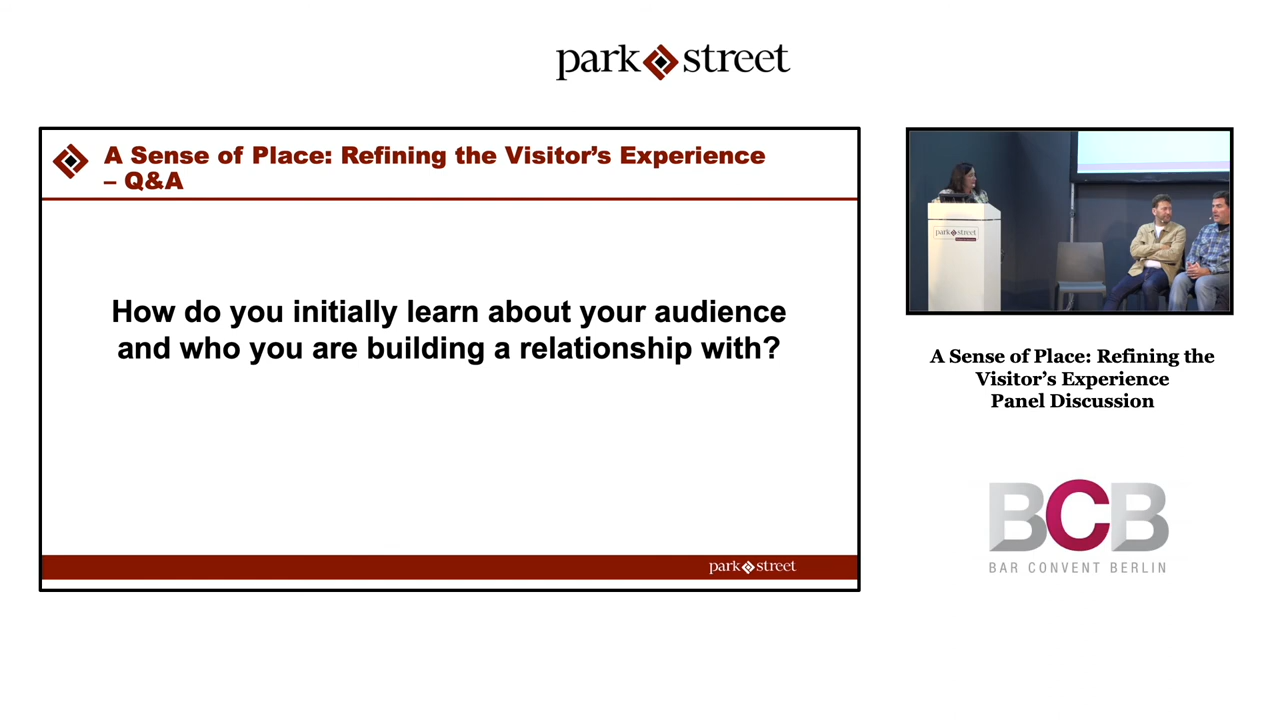 park street
A Sense of Place: Refining the Visitor's Experience
– Q&A
How do you initially learn about your audience
and who you are building a relationship with?
park street
park street
A Sense of Place: Refining the
Visitor's Experience
Panel Discussion
BCB
BAR CONVENT BERLIN